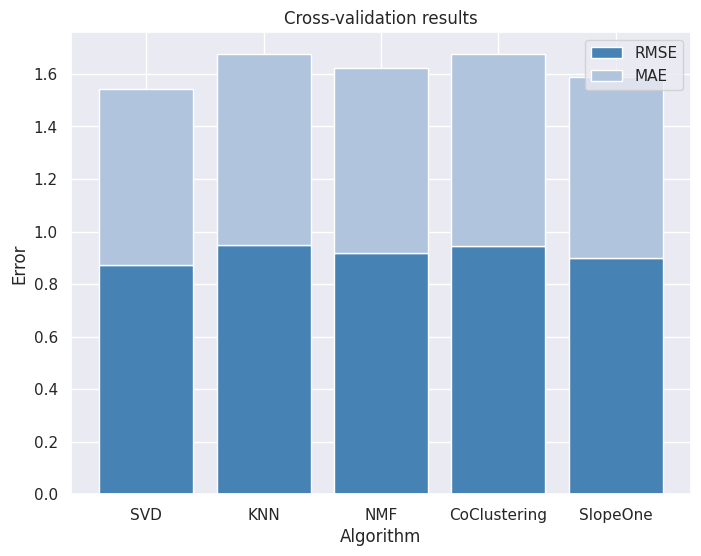 Cross-validation results
RMSE
MAE
Error
1.6
1.4
1.2
1.0
0.8
0.6
0.4
0.2
0.0
SVD KNN NMF CoClustering SlopeOne
Algorithm